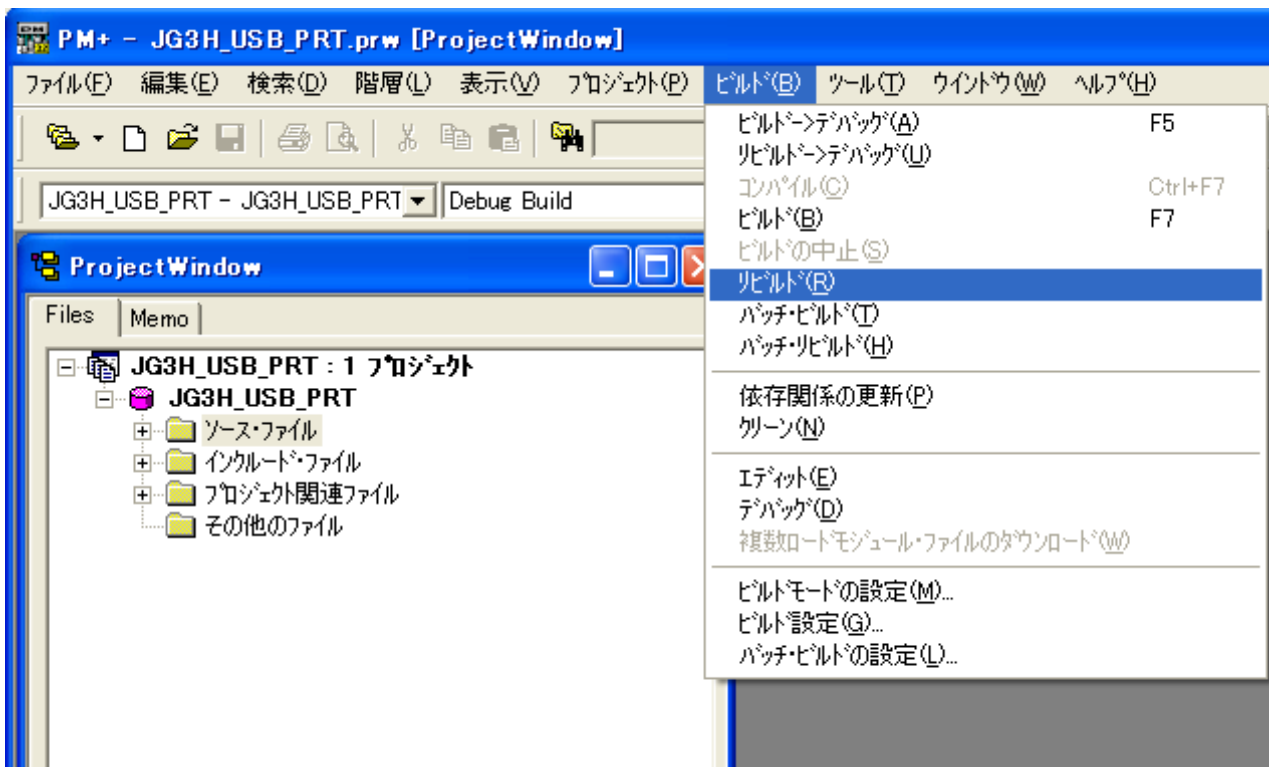 PM+ - JG3H_USB_PRT.prw [ProjectWindow]
ﾌｧｲﾙ(F) 編集(E) 検索(D) 階層(L) 表示(V) ﾌﾟﾛｼﾞｪｸﾄ(P) ﾋﾞﾙﾄﾞ(B) ﾂｰﾙ(T) ｳｲﾝﾄﾞｳ(W) ﾍﾙﾌﾟ(H)
JG3H_USB_PRT - JG3H_USB_PRT Debug Build
ProjectWindow
Files Memo
JG3H_USB_PRT : 1 ﾌﾟﾛｼﾞｪｸﾄ
JG3H_USB_PRT
ｿｰｽ･ﾌｧｲﾙ
ｲﾝｸﾙｰﾄﾞ･ﾌｧｲﾙ
ﾌﾟﾛｼﾞｪｸﾄ関連ﾌｧｲﾙ
その他のﾌｧｲﾙ
ﾋﾞﾙﾄﾞ->ﾃﾞﾊﾞｯｸﾞ(A) F5
ﾘﾋﾞﾙﾄﾞ->ﾃﾞﾊﾞｯｸﾞ(U)
ｺﾝﾊﾟｲﾙ(C) Ctrl+F7
ﾋﾞﾙﾄﾞ(B) F7
ﾋﾞﾙﾄﾞの中止(S)
ﾘﾋﾞﾙﾄﾞ(R)
ﾊﾞｯﾁ･ﾋﾞﾙﾄﾞ(T)
ﾊﾞｯﾁ･ﾘﾋﾞﾙﾄﾞ(H)
依存関係の更新(P)
ｸﾘｰﾝ(N)
ｴﾃﾞｨｯﾄ(E)
ﾃﾞﾊﾞｯｸﾞ(D)
複数ﾛｰﾄﾞﾓｼﾞｭｰﾙ･ﾌｧｲﾙのﾀﾞｳﾝﾛｰﾄﾞ(W)
ﾋﾞﾙﾄﾞﾓｰﾄﾞの設定(M)...
ﾋﾞﾙﾄﾞ設定(G)...
ﾊﾞｯﾁ･ﾋﾞﾙﾄﾞの設定(L)...